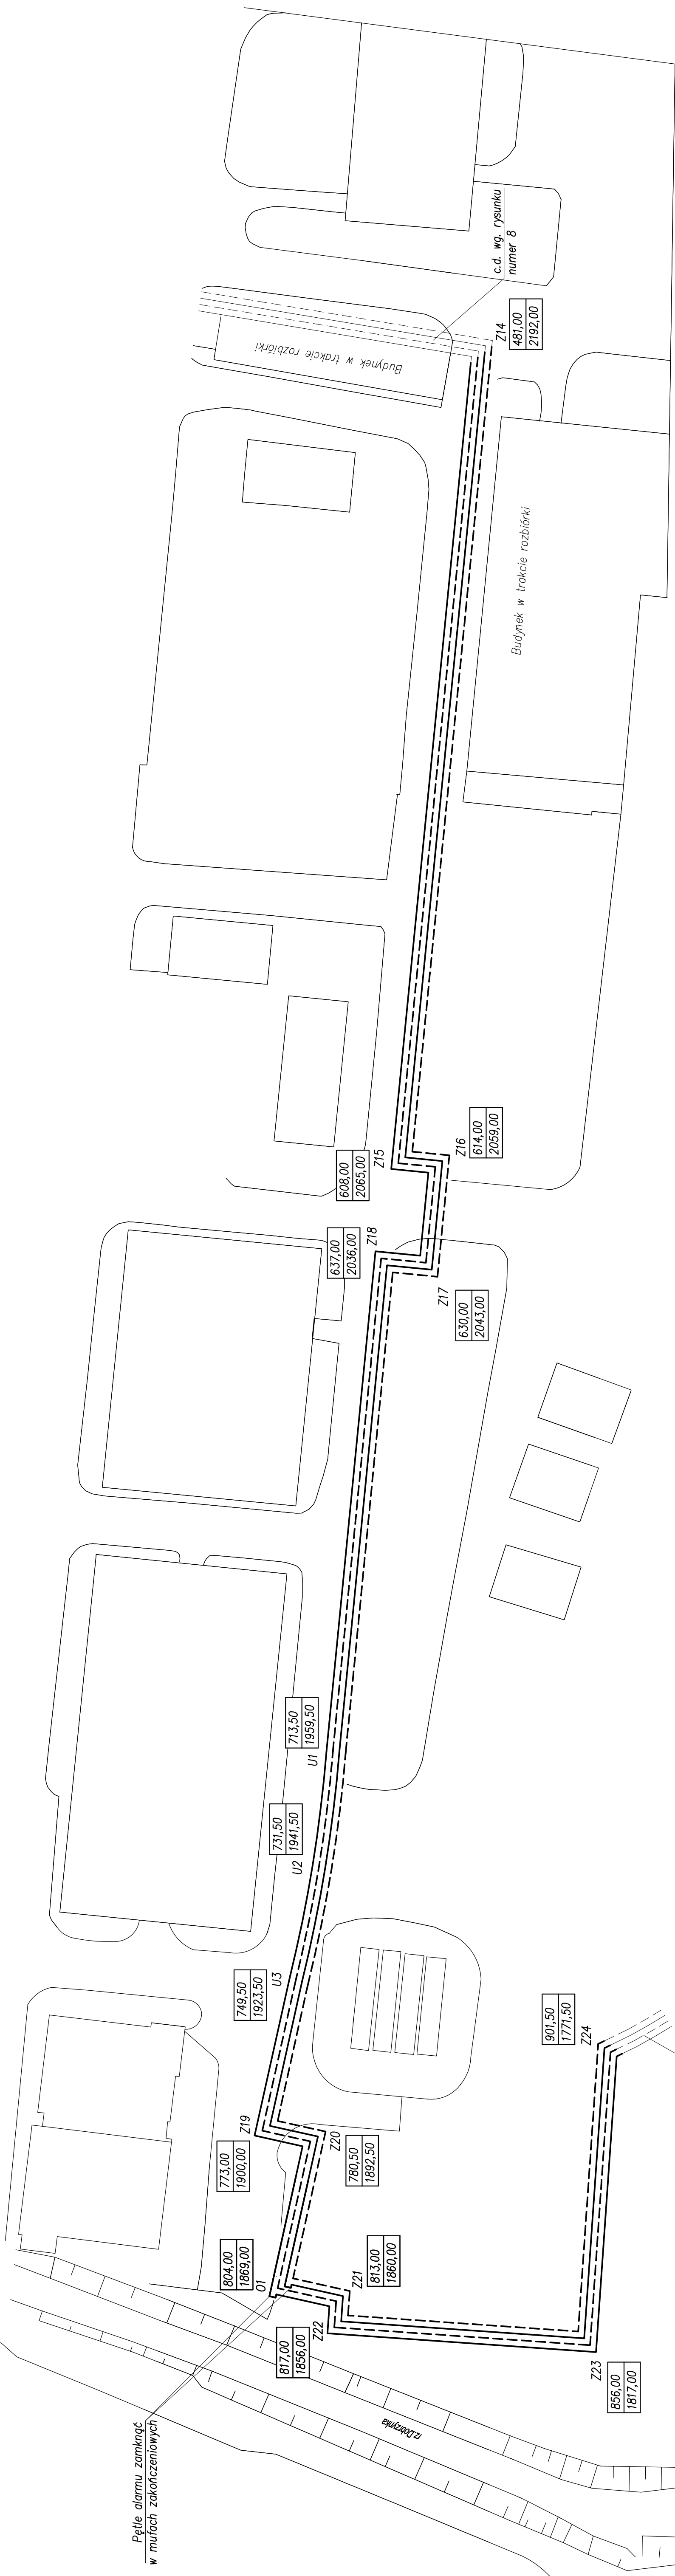 c.d. wg. rysunku
numer 8
Z14
481,00
2192,00
Budynek w trakcie rozbiórki
Budynek w trakcie rozbiórki
Z15
608,00
2065,00
Z16
614,00
2059,00
Z18
637,00
2036,00
Z17
630,00
2043,00
U1
713,50
1959,50
U2
731,50
1941,50
U3
749,50
1923,50
Z24
901,50
1771,50
Z19
773,00
1900,00
Z20
780,50
1892,50
O1
804,00
1869,00
Z21
813,00
1860,00
Z22
817,00
1856,00
Z23
856,00
1817,00
rz.Dobrzynka
Pętle alarmu zamknąć
w mufach zakończeniowych